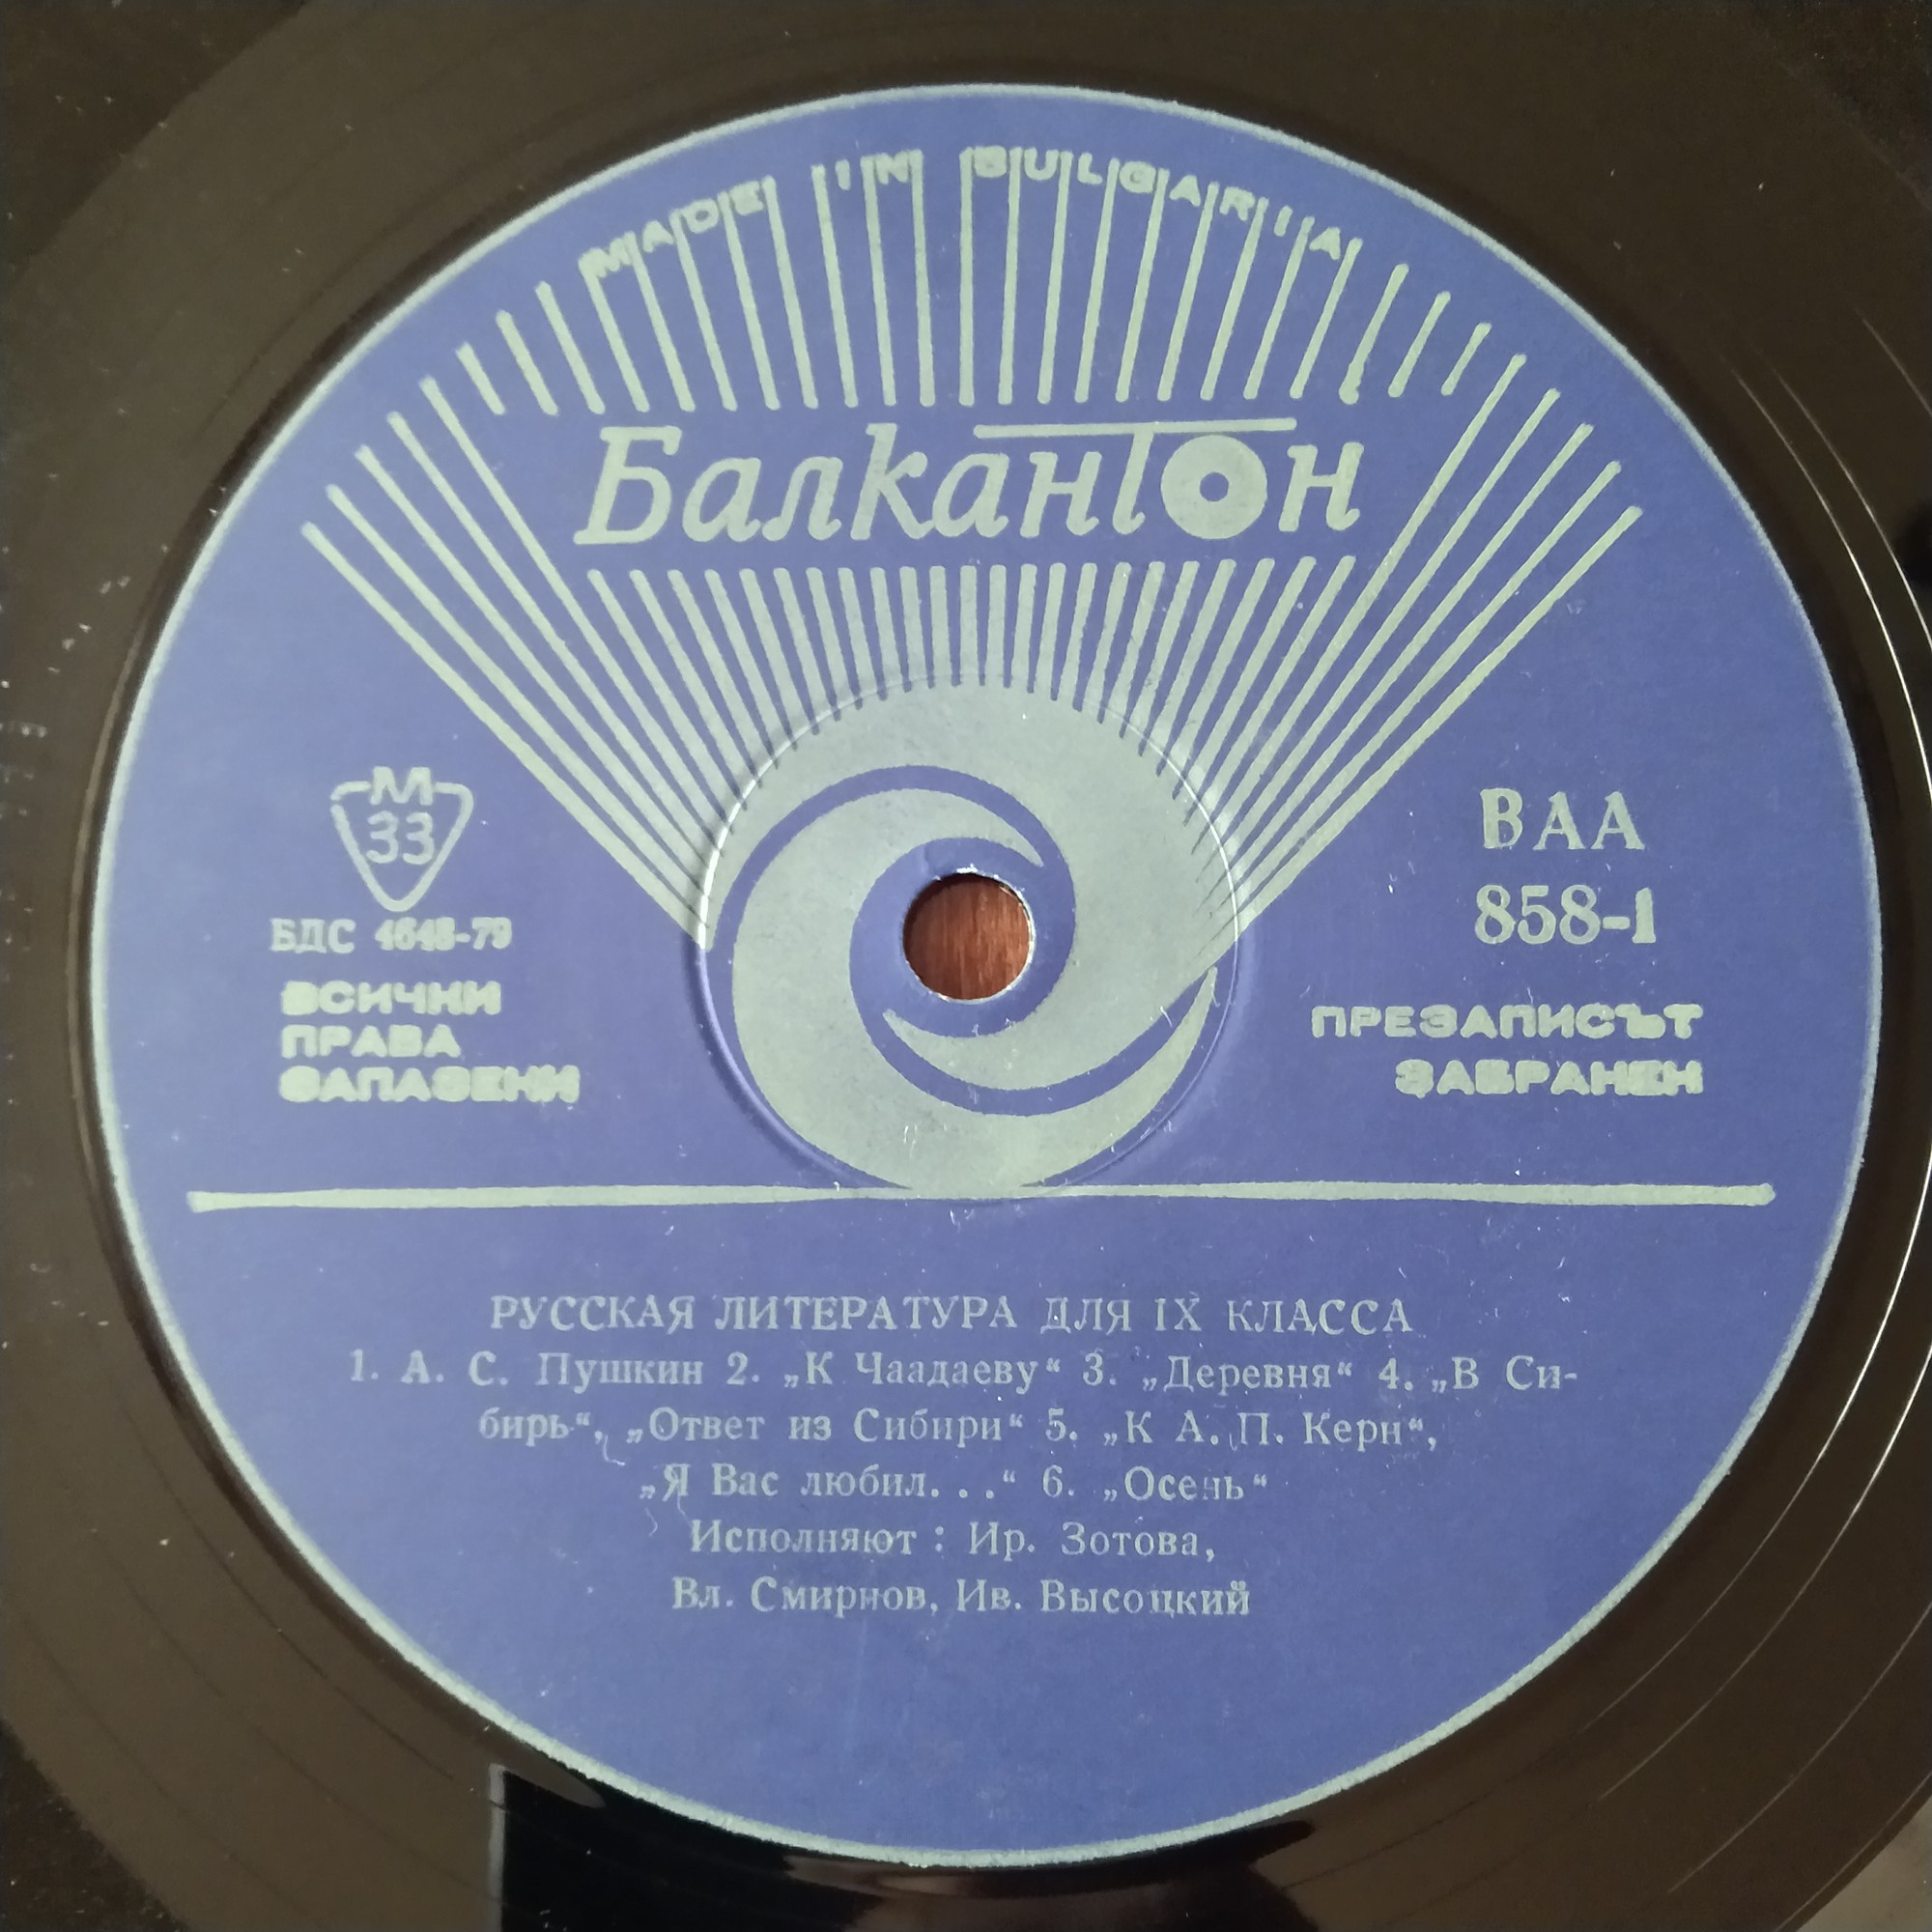 MADE IN BULGARIA
Балкантон
М
33
БДС 4648-79
ВСИЧКИ
ПРАВА
ЗАПАЗЕНИ
ВАА
858-1
ПРЕЗАПИСЪТ
ЗАБРАНЕН
РУССКАЯ ЛИТЕРАТУРА ДЛЯ IX КЛАССА
1. А. С. Пушкин 2. „К Чаадаеву“ 3. „Деревня“ 4. „В Си-
бирь“, „Ответ из Сибири“ 5. „К А. П. Керн“,
„Я Вас любил. . .“ 6. „Осень“
Исполняют : Ир. Зотова,
Вл. Смирнов, Ив. Высоцкий